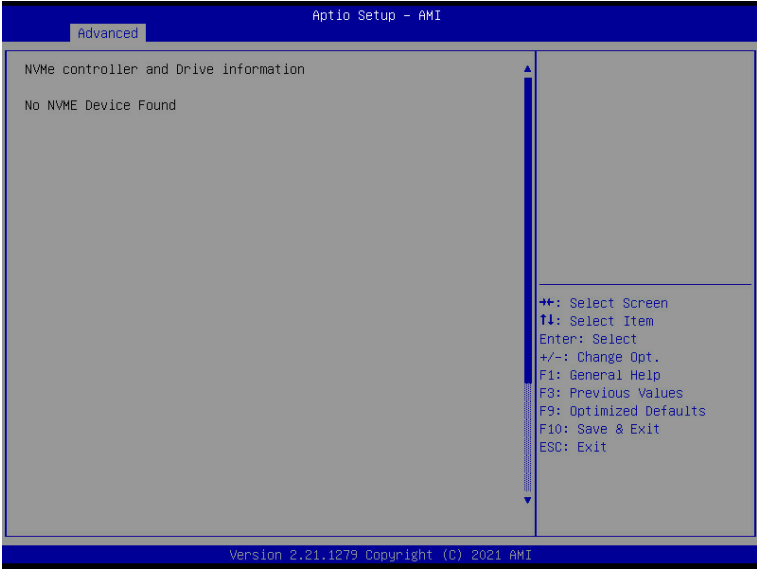 Aptio Setup – AMI
Advanced
NVMe controller and Drive information
No NVME Device Found
→←: Select Screen
↑↓: Select Item
Enter: Select
+/-: Change Opt.
F1: General Help
F3: Previous Values
F9: Optimized Defaults
F10: Save & Exit
ESC: Exit
Version 2.21.1279 Copyright (C) 2021 AMI